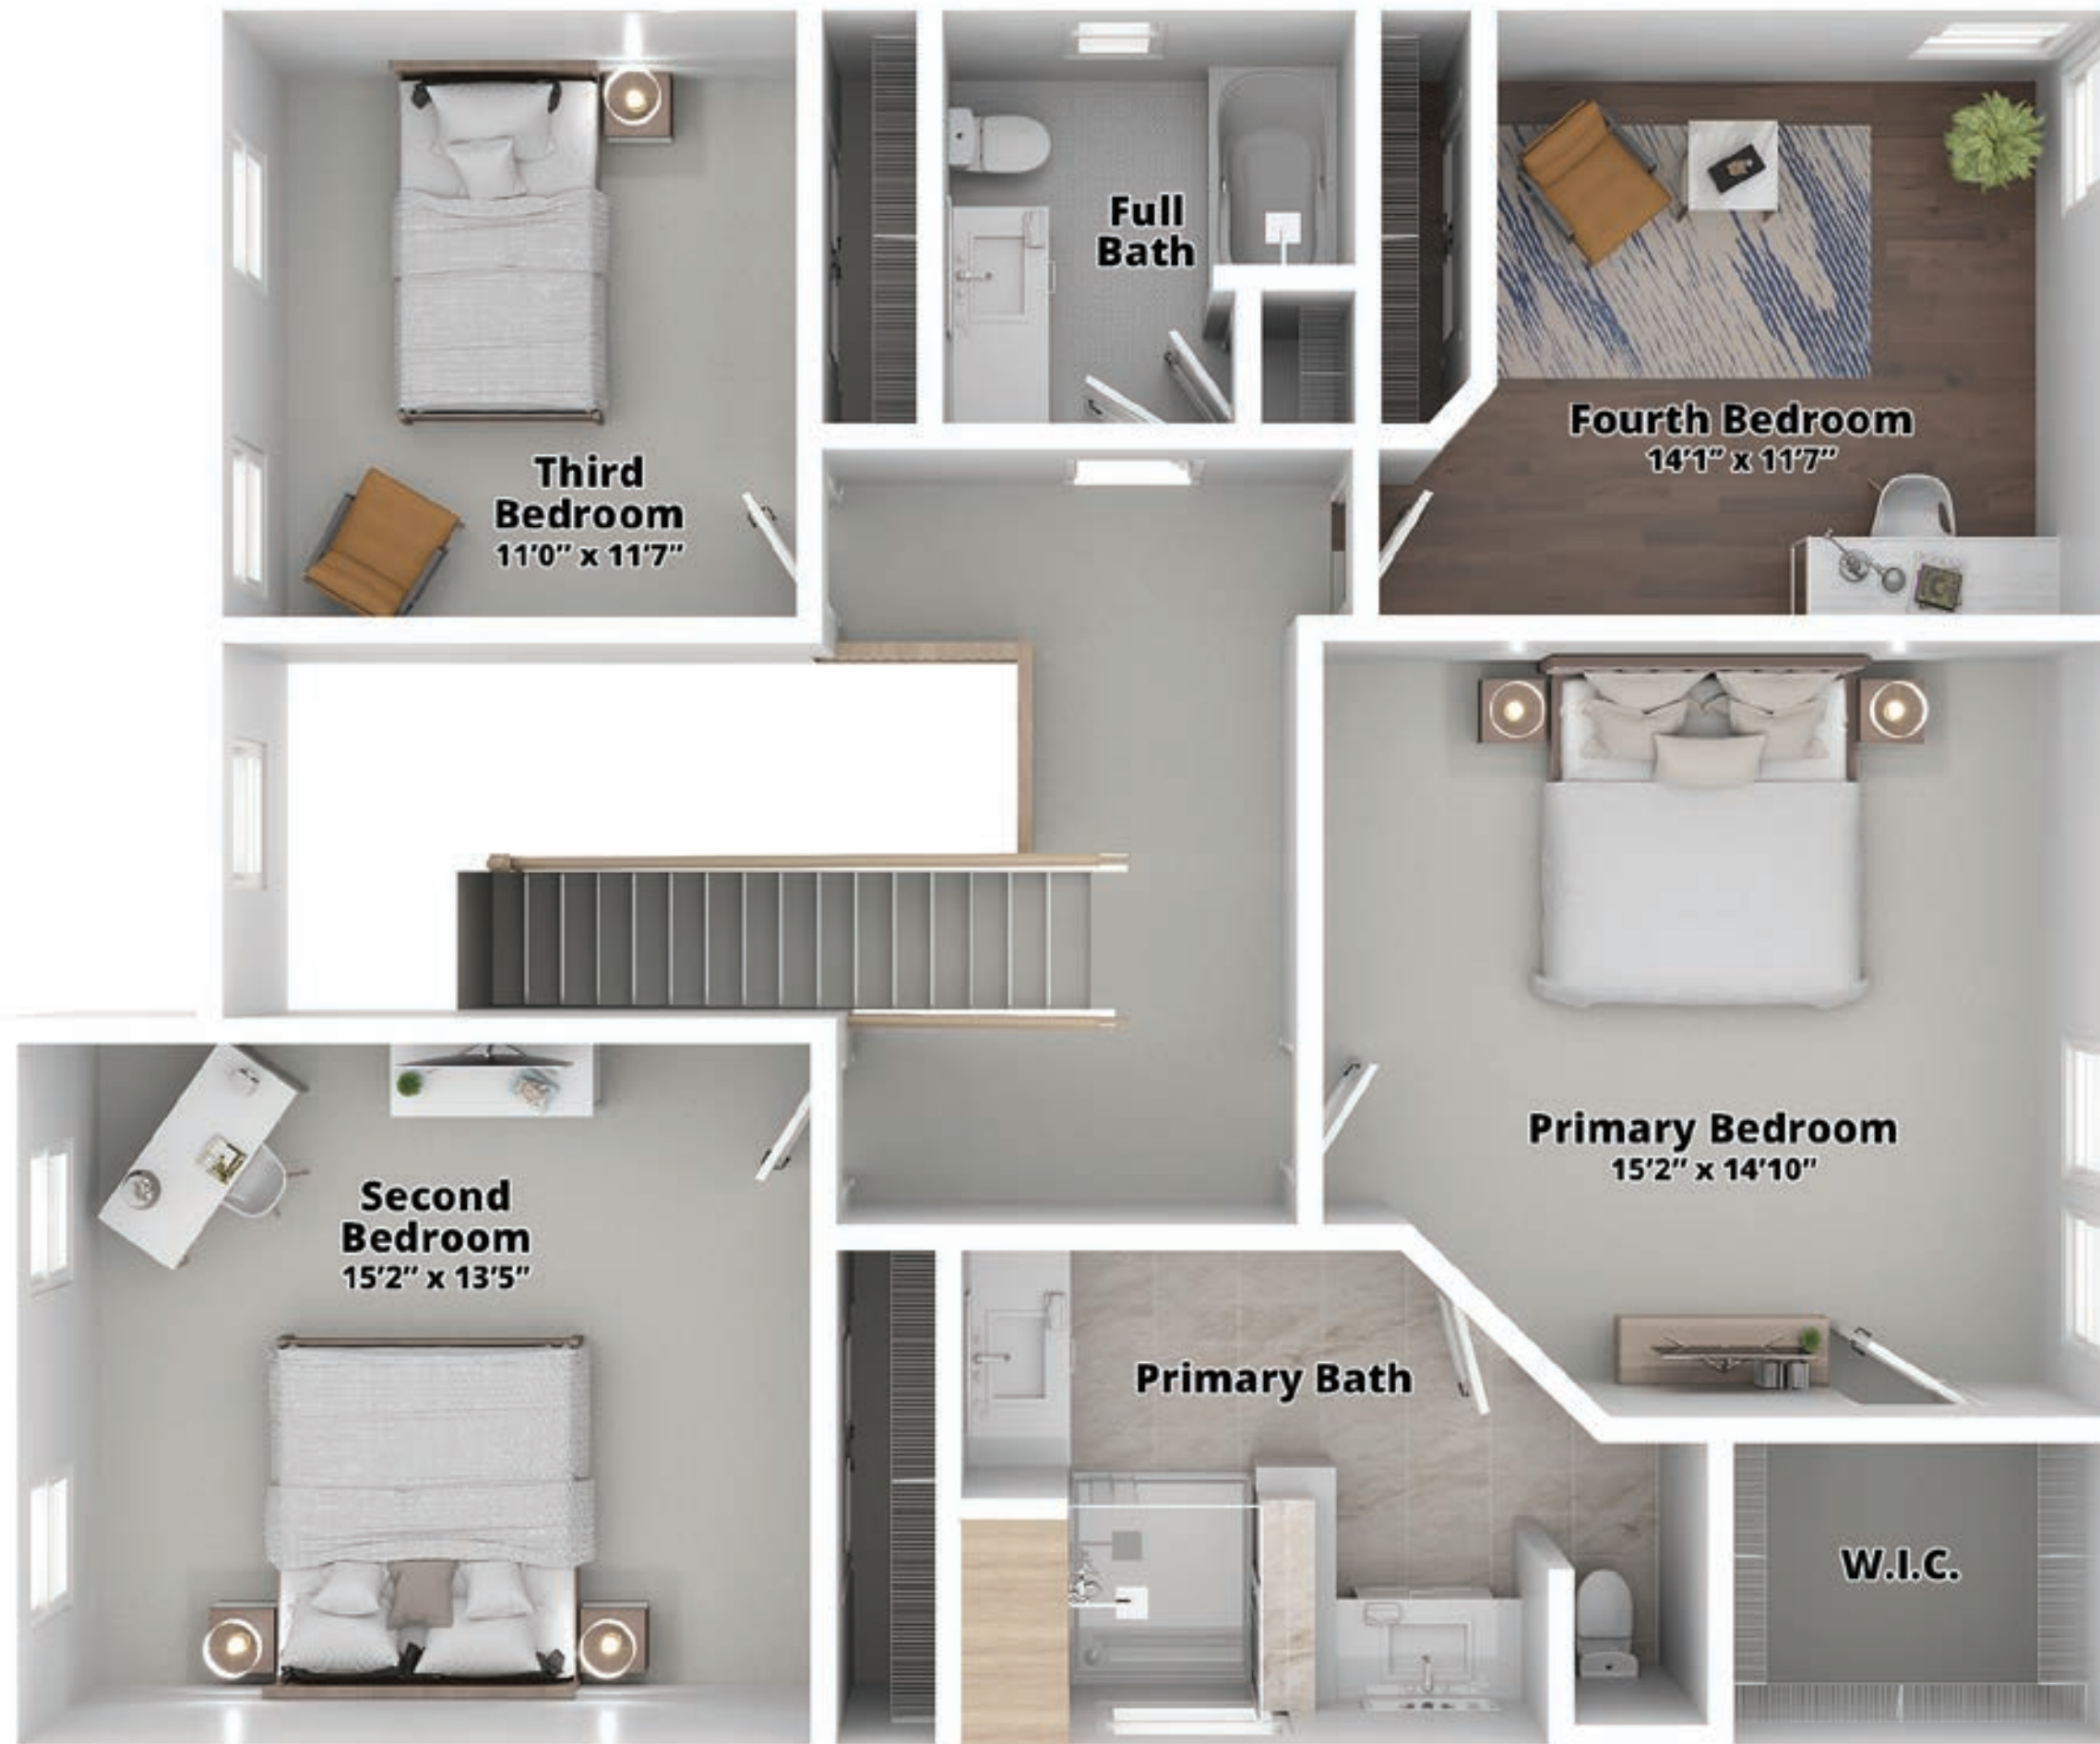 Full
Bath
Fourth Bedroom
14'1" x 11'7"
Third
Bedroom
11'0" x 11'7"
Primary Bedroom
15'2" x 14'10"
Second
Bedroom
15'2" x 13'5"
Primary Bath
W.I.C.